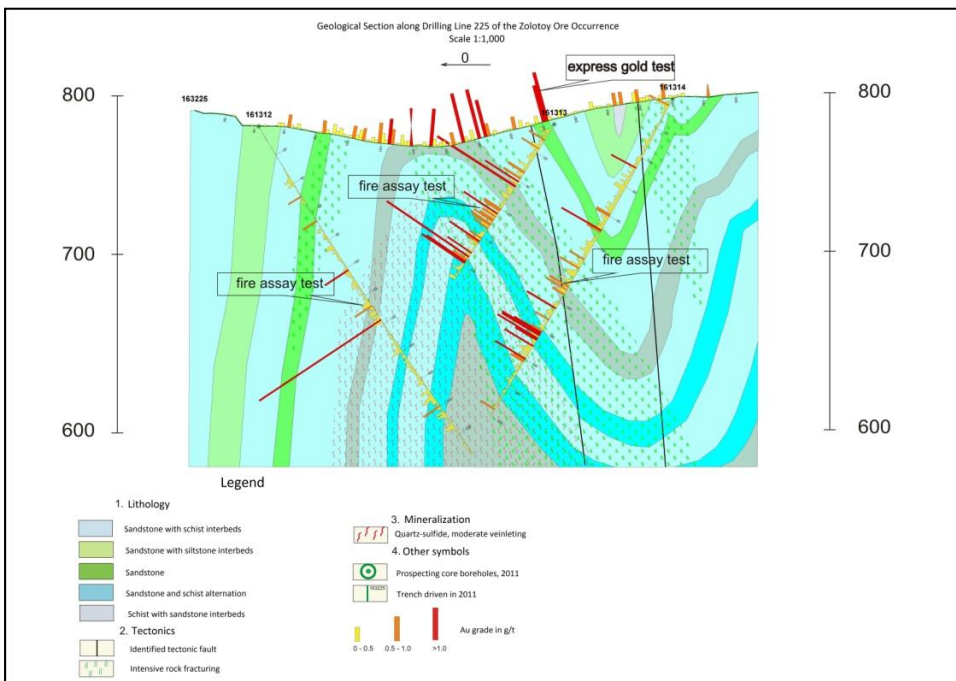 Geological Section along Drilling Line 225 of the Zolotoy Ore Occurrence
Scale 1:1,000
0
express gold test
800
163225
161312
161313
161314
800
fire assay test
700
fire assay test
fire assay test
700
600
600
Legend
1. Lithology
Sandstone with schist interbeds
Sandstone with siltstone interbeds
Sandstone
Sandstone and schist alternation
Schist with sandstone interbeds
2. Tectonics
Identified tectonic fault
Intensive rock fracturing
3. Mineralization
Quartz-sulfide, moderate veinleting
4. Other symbols
Prospecting core boreholes, 2011
163225
Trench driven in 2011
Au grade in g/t
0 - 0.5
0.5 - 1.0
>1.0